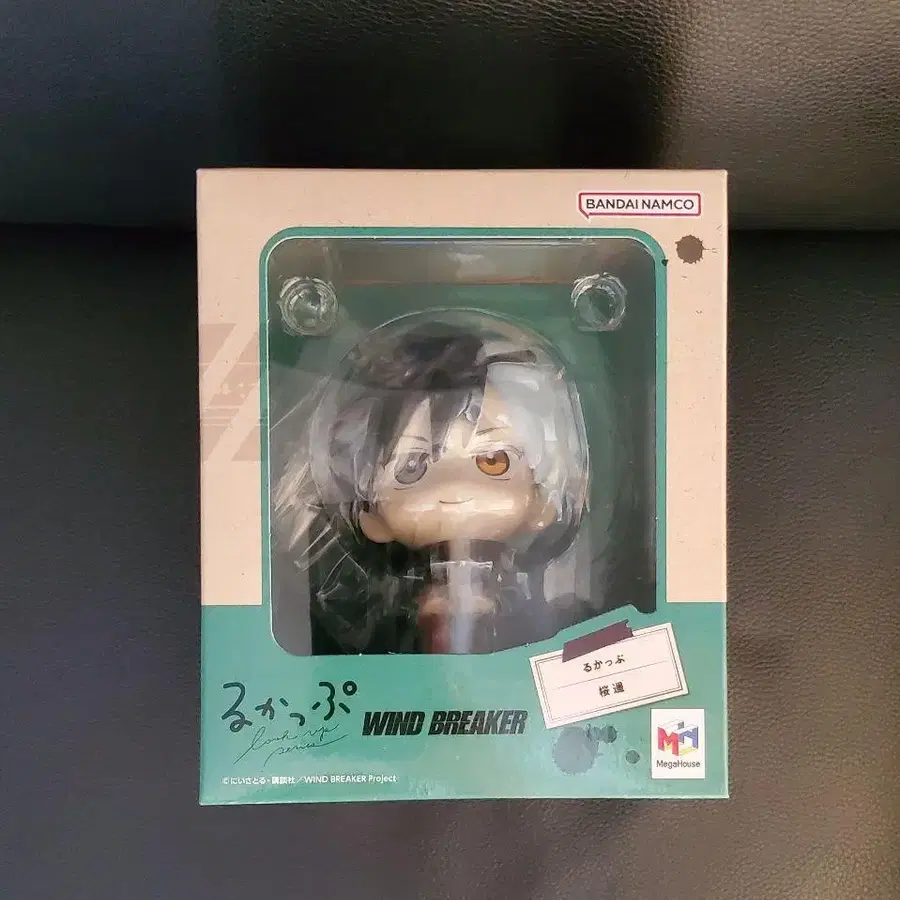 BANDAI NAMCO
るかっぷ
桜遥
るかっぷ
look up
series
WIND BREAKER
MegaHouse
©にいさとる・講談社／WIND BREAKER Project